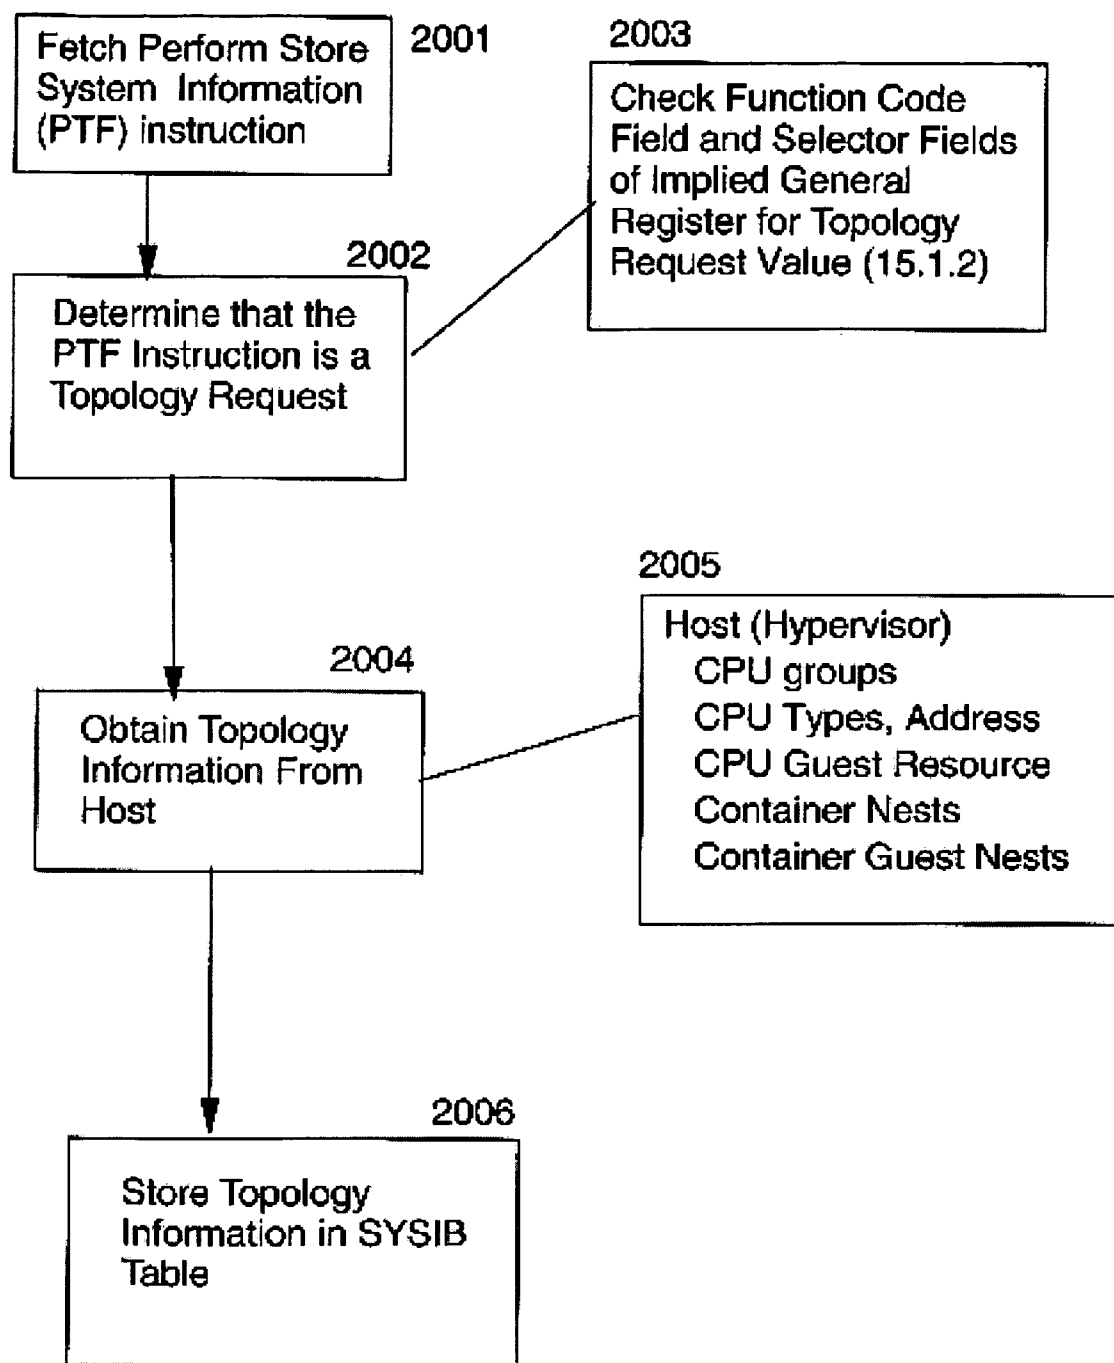 Fetch Perform Store
System Information
(PTF) instruction
2001
2003
Check Function Code
Field and Selector Fields
of Implied General
Register for Topology
Request Value (15.1.2)
2002
Determine that the
PTF Instruction is a
Topology Request
2005
Host (Hypervisor)
CPU groups
CPU Types, Address
CPU Guest Resource
Container Nests
Container Guest Nests
2004
Obtain Topology
Information From
Host
2006
Store Topology
Information in SYSIB
Table